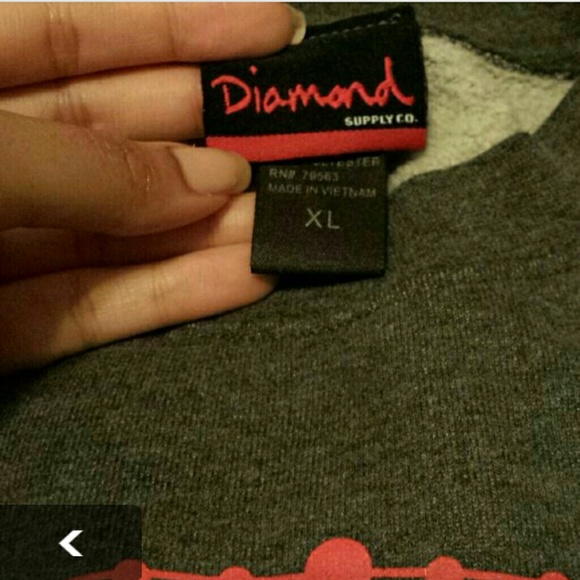 Diamond
SUPPLY CO.
RN# 79563
MADE IN VIETNAM
XL